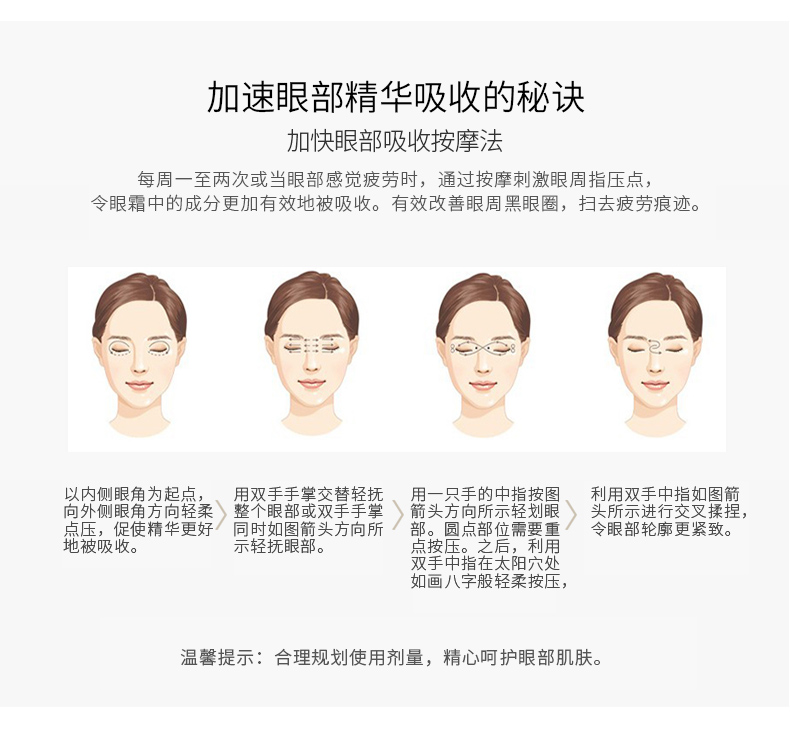 加速眼部精华吸收的秘诀
加快眼部吸收按摩法
每周一至两次或当眼部感觉疲劳时，通过按摩刺激眼周指压点，
令眼霜中的成分更加有效地被吸收。有效改善眼周黑眼圈，扫去疲劳痕迹。
以内侧眼角为起点，
向外侧眼角方向轻柔
点压，促使精华更好
地被吸收。
用双手手掌交替轻抚
整个眼部或双手手掌
同时如图箭头方向所
示轻抚眼部。
用一只手的中指按图
箭头方向所示轻划眼
部。圆点部位需要重
点按压。之后，利用
双手中指在太阳穴处
如画八字般轻柔按压，
利用双手中指如图箭
头所示进行交叉揉捏，
令眼部轮廓更紧致。
温馨提示：合理规划使用剂量，精心呵护眼部肌肤。